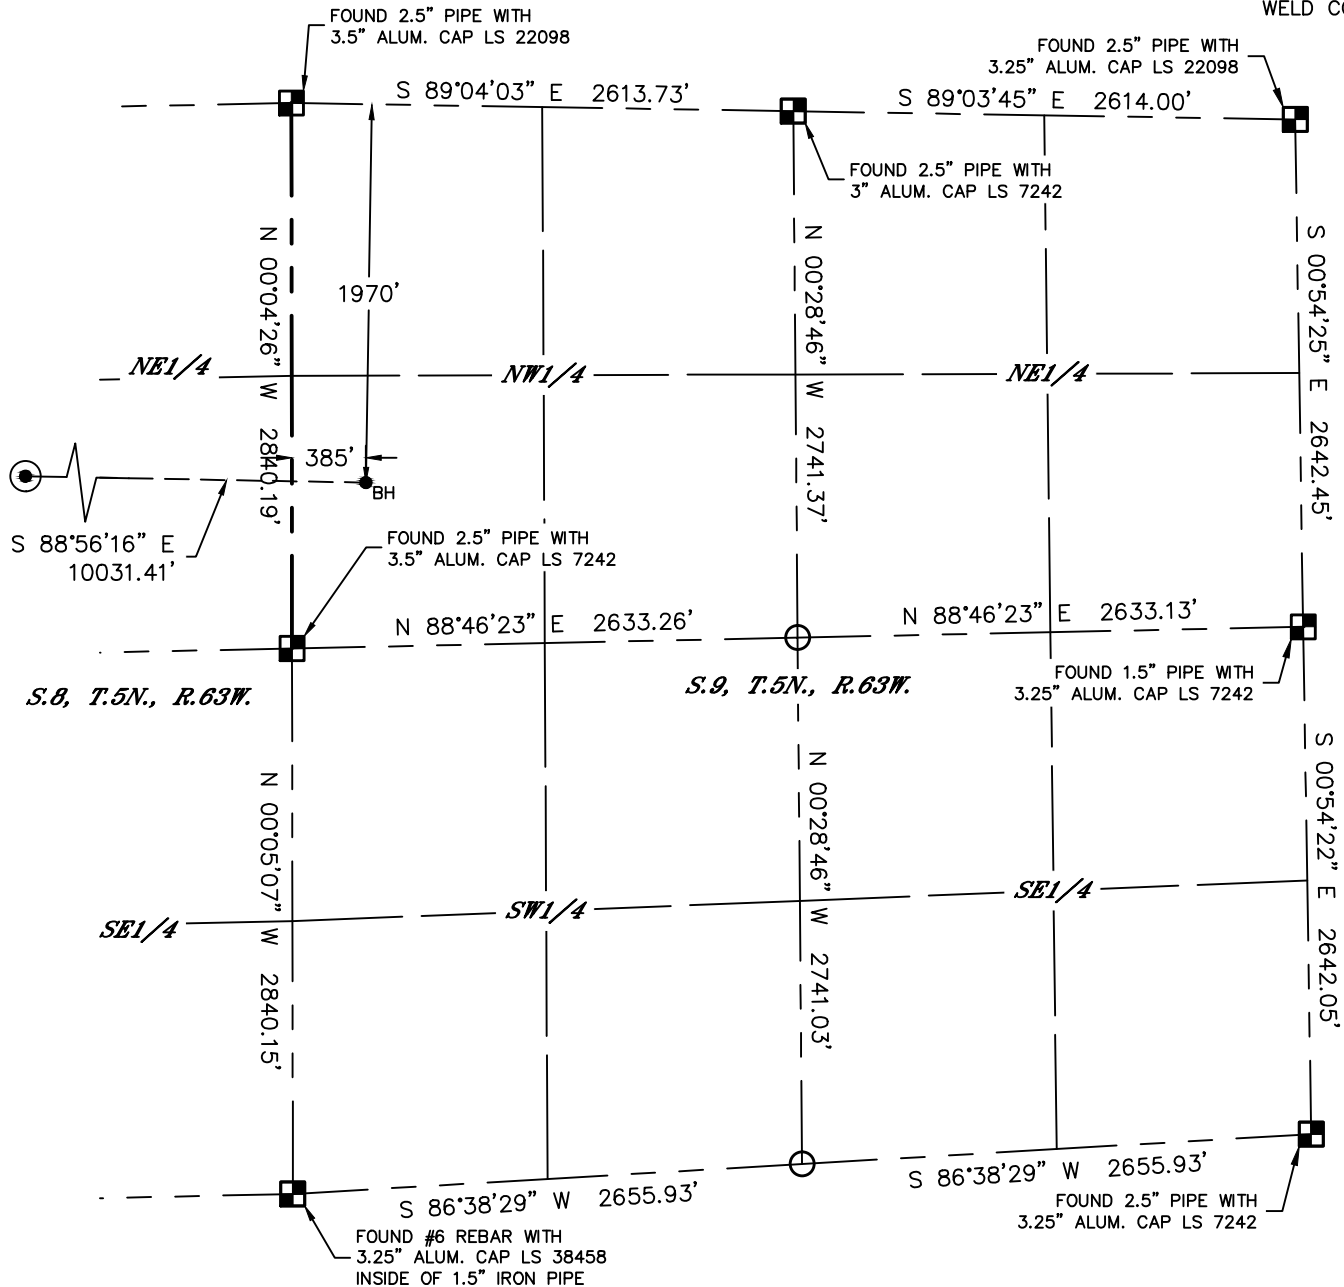 WELD CO
FOUND 2.5" PIPE WITH
3.5" ALUM. CAP LS 22098
FOUND 2.5" PIPE WITH
3.25" ALUM. CAP LS 22098
S 89°04'03" E 2613.73'
S 89°03'45" E 2614.00'
FOUND 2.5" PIPE WITH
3" ALUM. CAP LS 7242
N 00°04'26" W 2840.19'
1970'
N 00°28'46" W 2741.37'
S 00°54'25" E 2642.45'
NE1/4
NW1/4
NE1/4
385'
BH
S 88°56'16" E
10031.41'
FOUND 2.5" PIPE WITH
3.5" ALUM. CAP LS 7242
N 88°46'23" E 2633.26'
N 88°46'23" E 2633.13'
S.8, T.5N., R.63W.
S.9, T.5N., R.63W.
FOUND 1.5" PIPE WITH
3.25" ALUM. CAP LS 7242
N 00°05'07" W 2840.15'
N 00°28'46" W 2741.03'
S 00°54'22" E 2642.05'
SE1/4
SW1/4
SE1/4
S 86°38'29" W 2655.93'
S 86°38'29" W 2655.93'
FOUND 2.5" PIPE WITH
3.25" ALUM. CAP LS 7242
FOUND #6 REBAR WITH
3.25" ALUM. CAP LS 38458
INSIDE OF 1.5" IRON PIPE